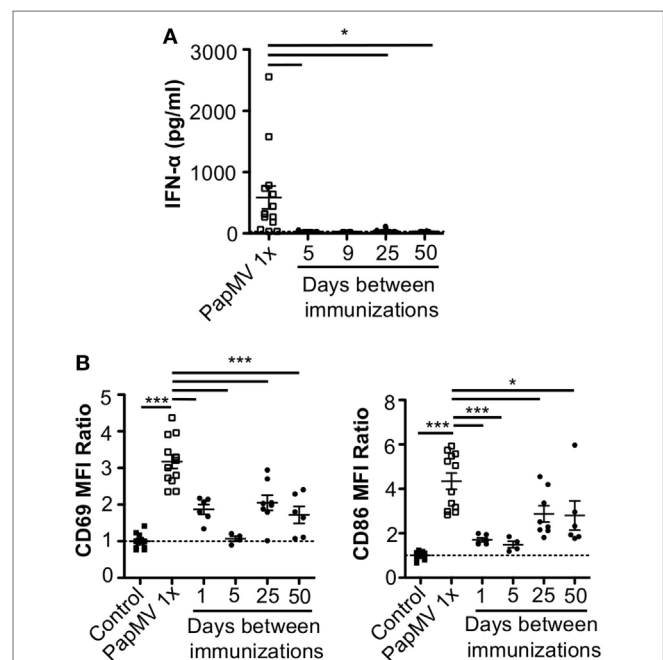 A
*
3000
2000
1000
0
IFN-α (pg/ml)
PapMV 1x
5 9 25 50
Days between
immunizations
B
***
***
5
4
3
2
1
0
CD69 MFI Ratio
Control
PapMV 1x
1 5 25 50
Days between
immunizations
*
***
***
8
6
4
2
0
CD86 MFI Ratio
Control
PapMV 1x
1 5 25 50
Days between
immunizations